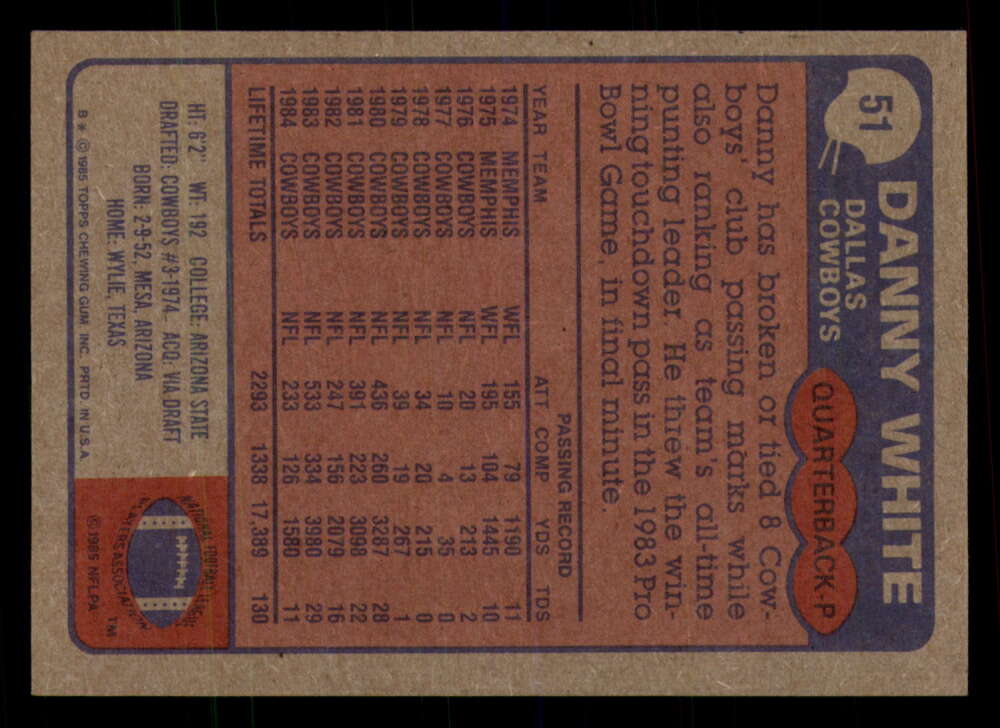 51
DANNY WHITE
DALLAS
COWBOYS
QUARTERBACK-P
Danny has broken or tied 8 Cow-
boys' club passing marks while
also ranking as team's all-time
punting leader. He threw the win-
ning touchdown pass in the 1983 Pro
Bowl Game, in final minute.
PASSING RECORD
YEAR TEAM ATT COMP YDS TDS
1974 MEMPHIS WFL 155 79 1190 11
1975 MEMPHIS WFL 195 104 1445 10
1976 COWBOYS NFL 20 13 213 2
1977 COWBOYS NFL 10 4 35 0
1978 COWBOYS NFL 34 20 215 0
1979 COWBOYS NFL 39 19 267 1
1980 COWBOYS NFL 436 260 3287 28
1981 COWBOYS NFL 391 223 3098 22
1982 COWBOYS NFL 247 156 2079 16
1983 COWBOYS NFL 533 334 3980 29
1984 COWBOYS NFL 233 126 1580 11
LIFETIME TOTALS 2293 1338 17,389 130
HT: 6'2" WT: 192 COLLEGE: ARIZONA STATE
DRAFTED: COWBOYS #3-1974 ACQ: VIA DRAFT
BORN: 2-9-52, MESA, ARIZONA
HOME: WYLIE, TEXAS
B* © 1985 TOPPS CHEWING GUM, INC. PRTD. IN U.S.A.
NATIONAL FOOTBALL LEAGUE
PLAYERS ASSOCIATION
TM
© 1985 NFLPA